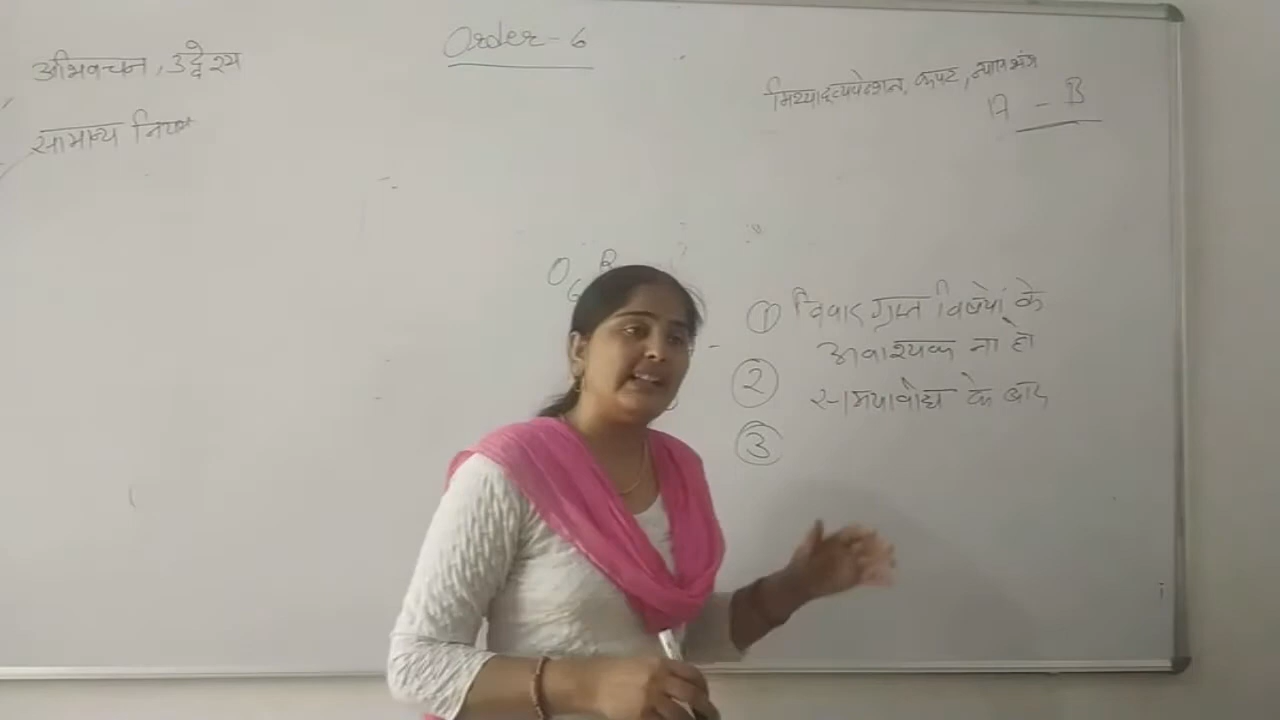 Order - 6
अभिवचन, उद्देश्य
सामान्य नियम
मिथ्याव्यपदेशन, कपट, न्यासभंग
A - B
O R
6
① विवादग्रस्त विषयों के
आवश्यक ना हो
② समयावधि के बाद
③